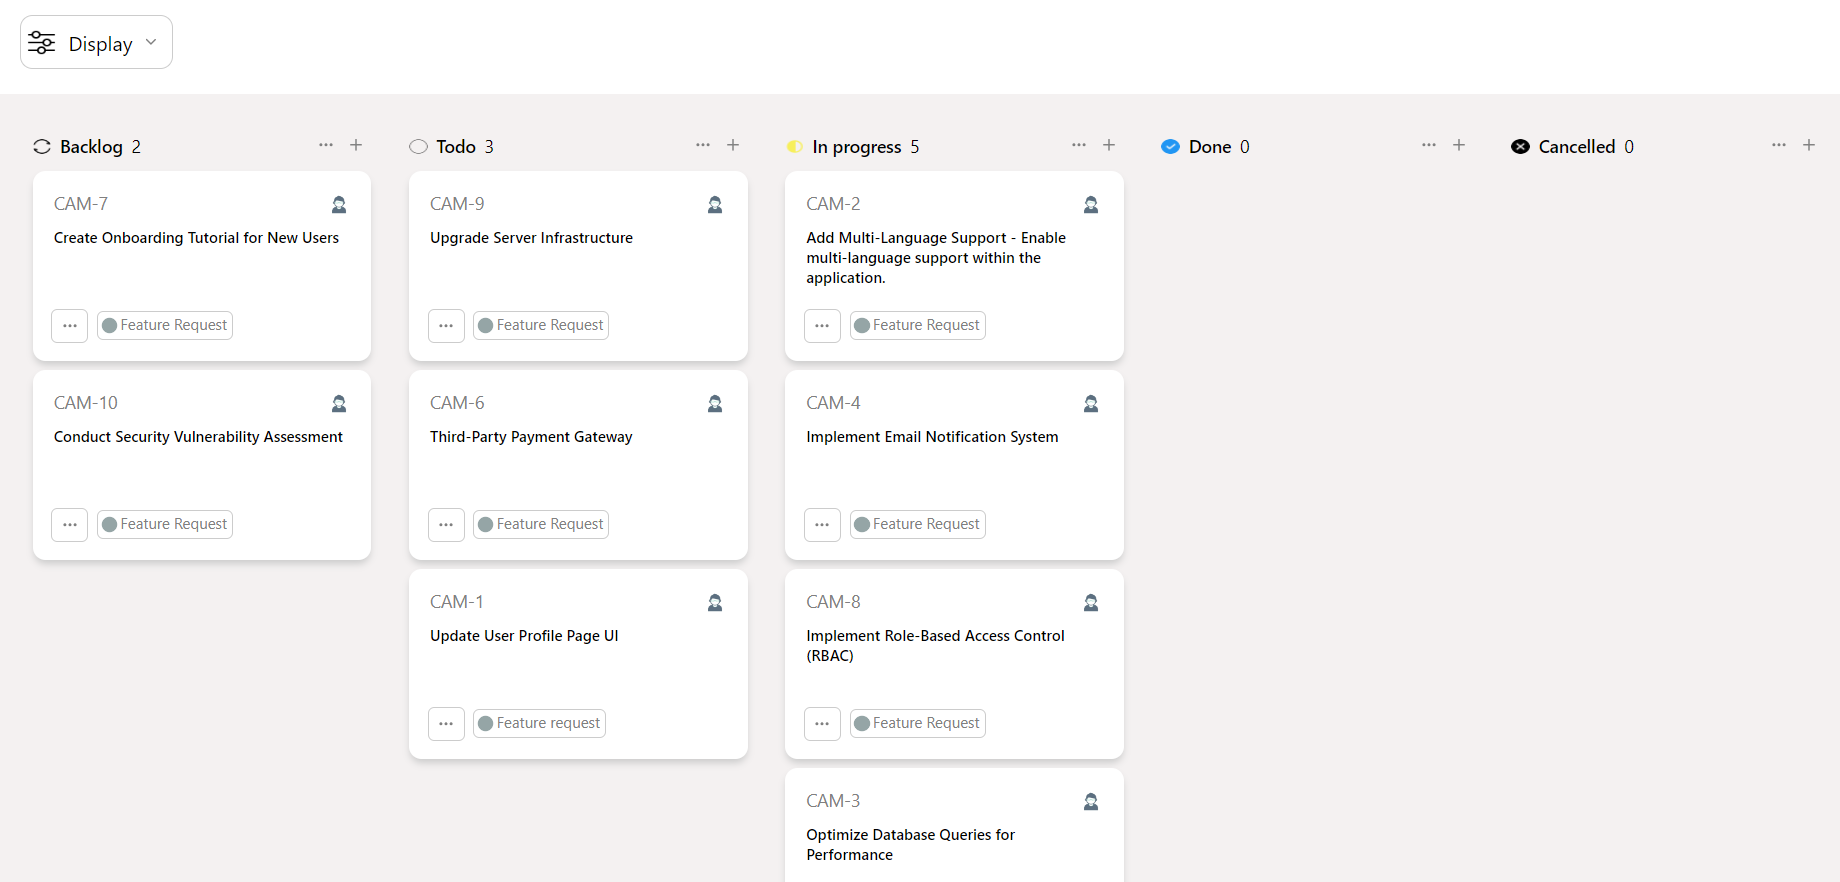 Display
Backlog 2
CAM-7
Create Onboarding Tutorial for New Users
Feature Request
CAM-10
Conduct Security Vulnerability Assessment
Feature Request
Todo 3
CAM-9
Upgrade Server Infrastructure
Feature Request
CAM-6
Third-Party Payment Gateway
Feature Request
CAM-1
Update User Profile Page UI
Feature request
In progress 5
CAM-2
Add Multi-Language Support - Enable
multi-language support within the
application.
Feature Request
CAM-4
Implement Email Notification System
Feature Request
CAM-8
Implement Role-Based Access Control
(RBAC)
Feature Request
CAM-3
Optimize Database Queries for
Performance
Done 0
Cancelled 0